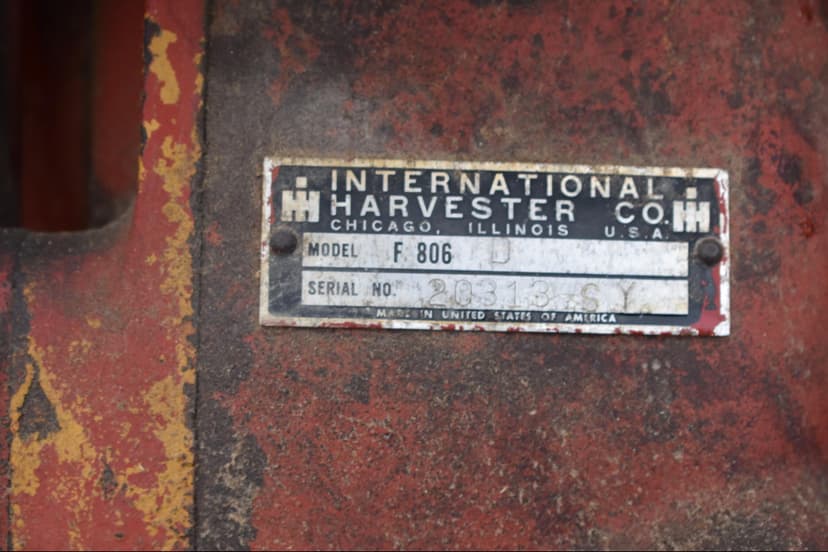 INTERNATIONAL
HARVESTER CO.
CHICAGO, ILLINOIS U.S.A.
MODEL F. 806 D
SERIAL NO. 20313 S Y
MADE IN UNITED STATES OF AMERICA